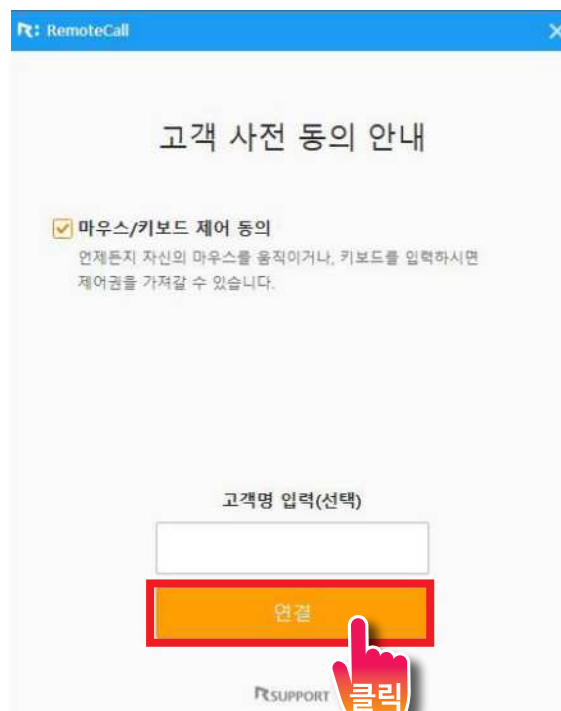 RemoteCall
고객 사전 동의 안내
마우스/키보드 제어 동의
언제든지 자신의 마우스를 움직이거나, 키보드를 입력하시면
제어권을 가져갈 수 있습니다.
고객명 입력(선택)
연결
RSUPPORT
클릭